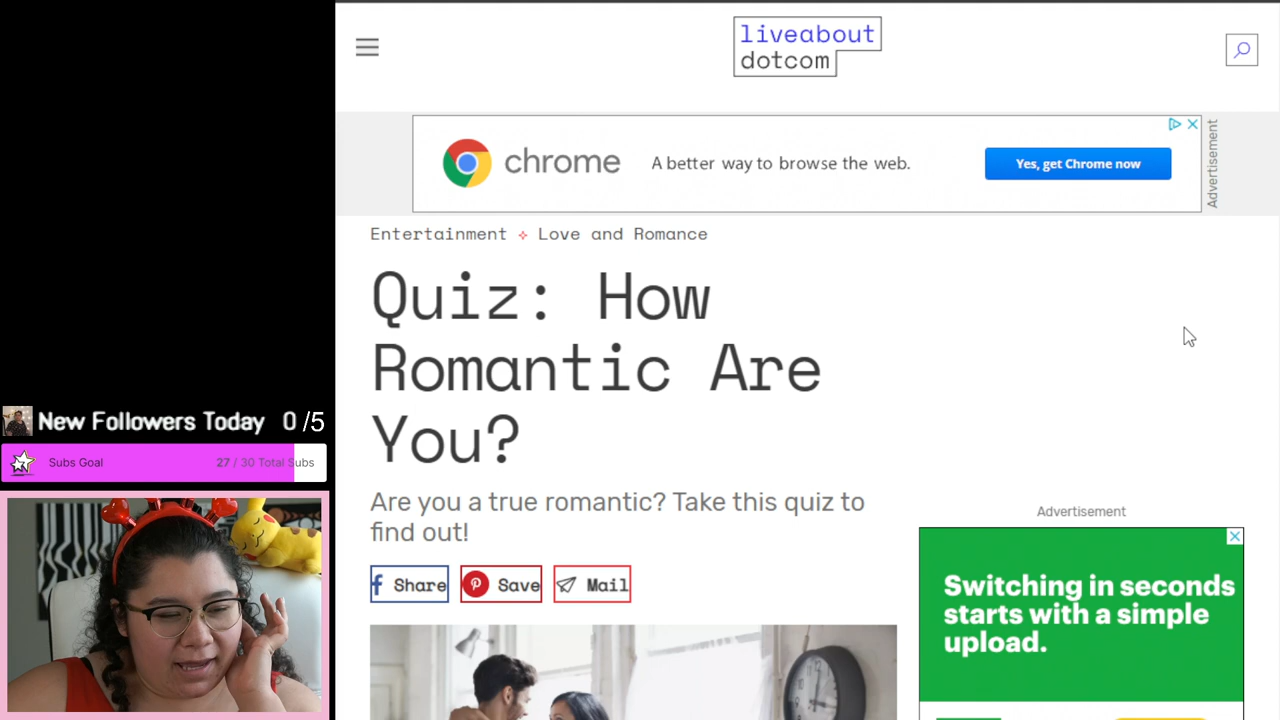 liveabout
dotcom
chrome
A better way to browse the web.
Yes, get Chrome now
Advertisement
Entertainment
Love and Romance
Quiz: How
Romantic Are
You?
Are you a true romantic? Take this quiz to
find out!
Share
Save
Mail
Advertisement
Switching in seconds
starts with a simple
upload.
New Followers Today 0 /5
Subs Goal
27 / 30 Total Subs